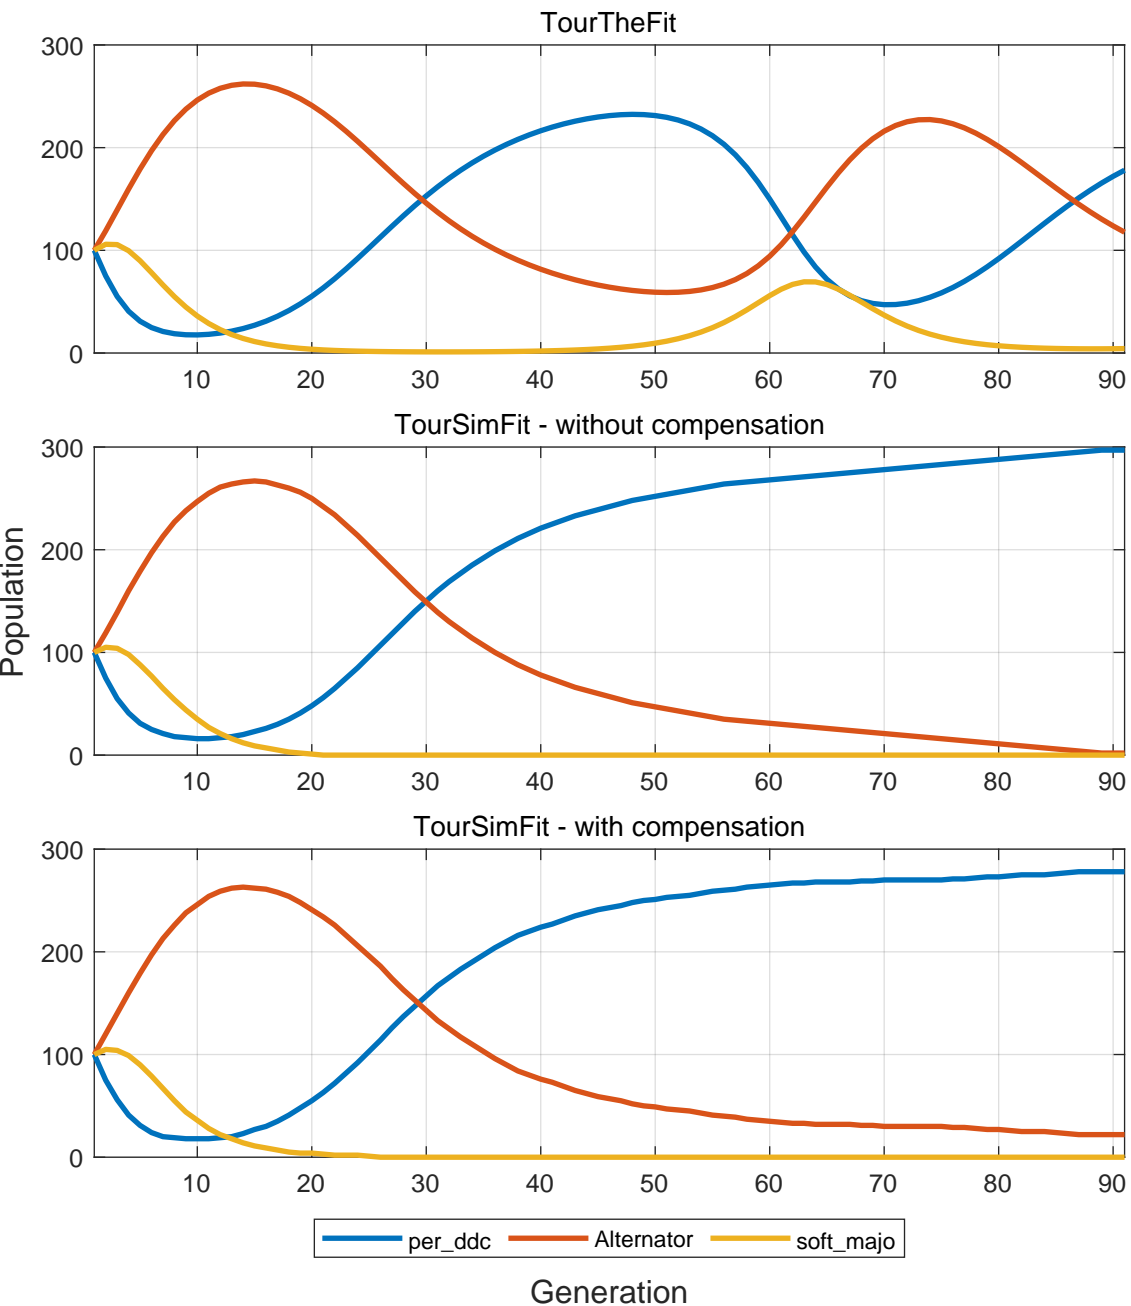 TourTheFit
300
200
100
0
10 20 30 40 50 60 70 80 90
TourSimFit - without compensation
300
200
100
0
10 20 30 40 50 60 70 80 90
Population
TourSimFit - with compensation
300
200
100
0
10 20 30 40 50 60 70 80 90
per_ddc Alternator soft_majo
Generation